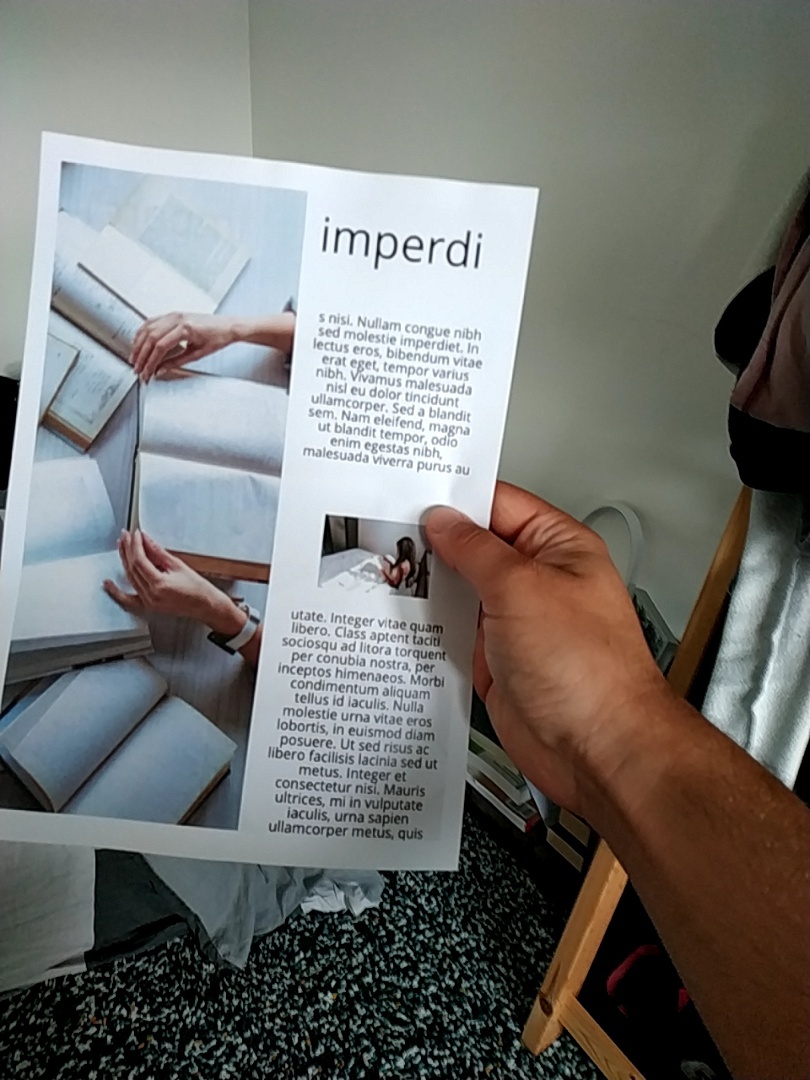 imperdi
s nisi. Nullam congue nibh
sed molestie imperdiet. In
lectus eros, bibendum vitae
erat eget, tempor varius
nibh. Vivamus malesuada
nisl eu dolor tincidunt
ullamcorper. Sed a blandit
sem. Nam eleifend, magna
ut blandit tempor, odio
enim egestas nibh,
malesuada viverra purus au
utate. Integer vitae quam
libero. Class aptent taciti
sociosqu ad litora torquent
per conubia nostra, per
inceptos himenaeos. Morbi
condimentum aliquam
tellus id iaculis. Nulla
molestie urna vitae eros
lobortis, in euismod diam
posuere. Ut sed risus ac
libero facilisis lacinia sed ut
metus. Integer et
consectetur nisi. Mauris
ultrices, mi in vulputate
iaculis, urna sapien
ullamcorper metus, quis